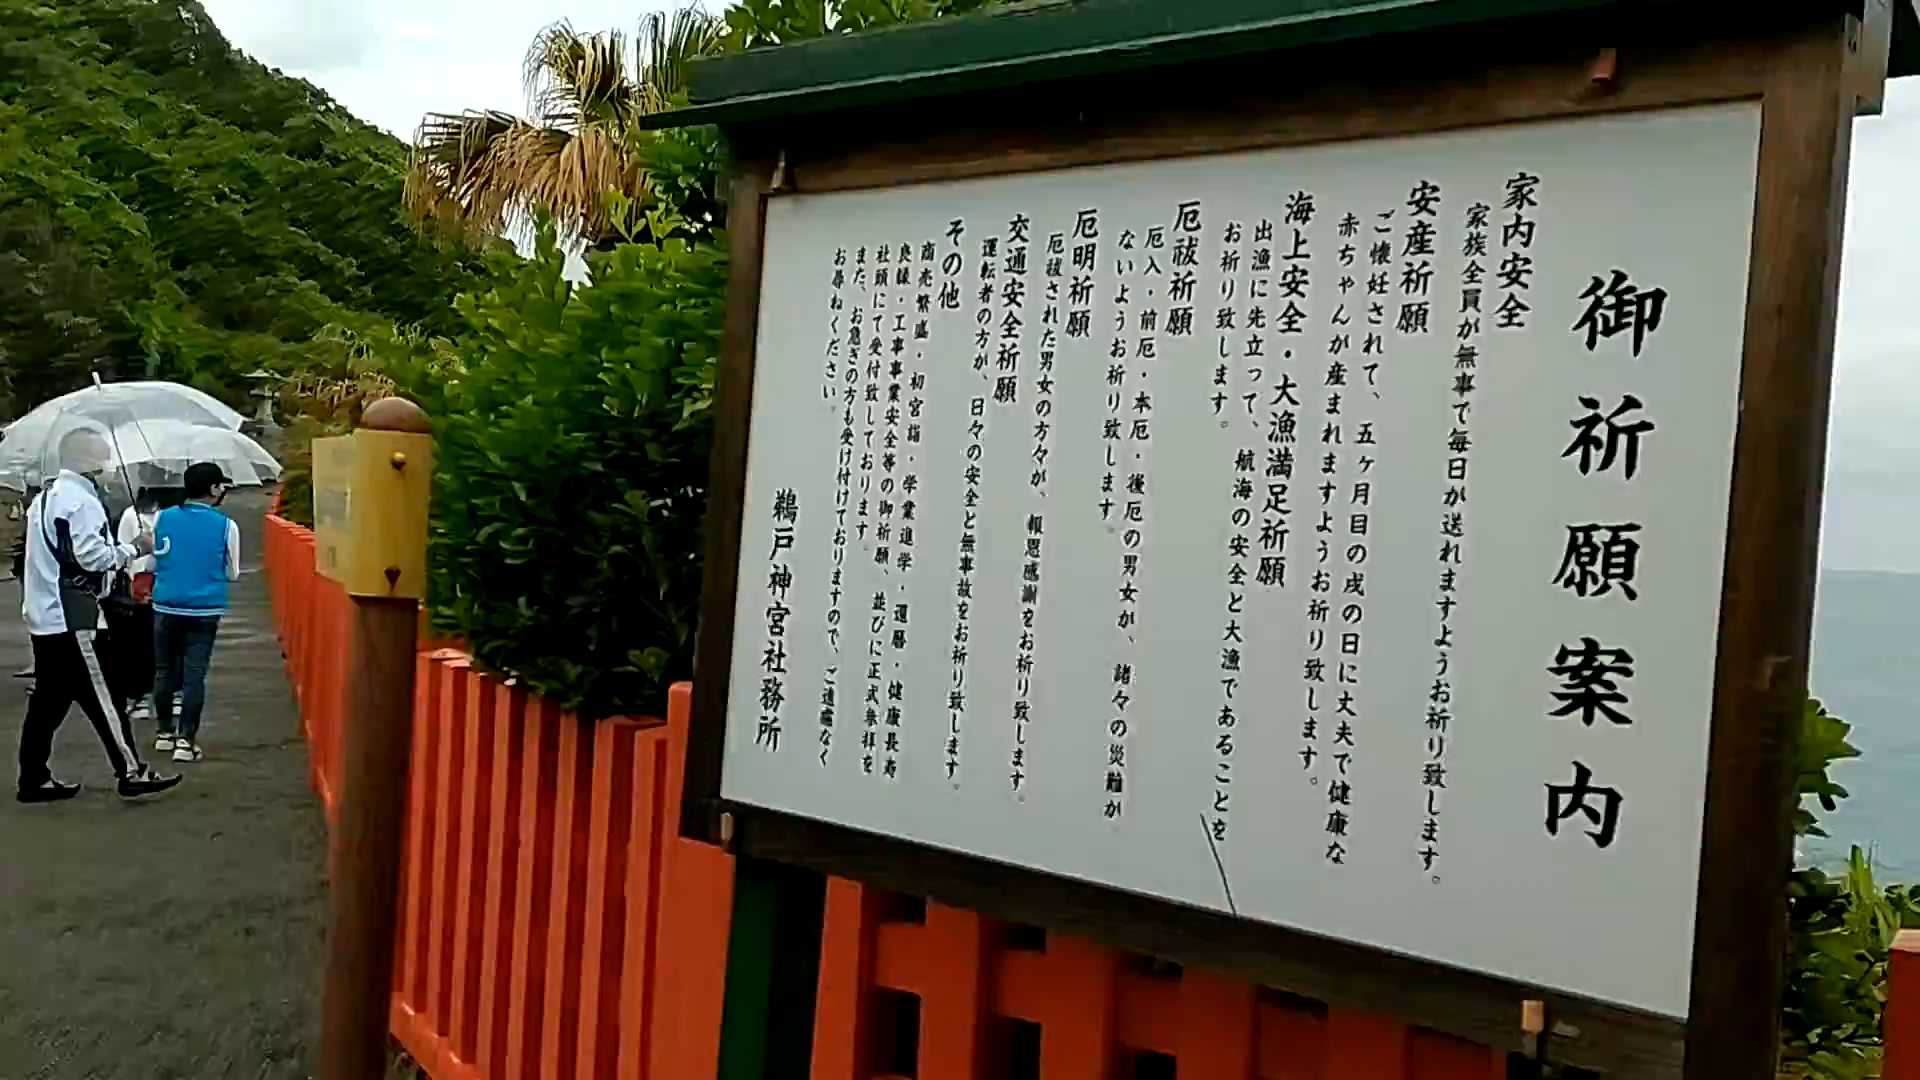 御祈願案内
家内安全
家族全員が無事で毎日が送れますようお祈り致します。
安産祈願
ご懐妊されて、五ヶ月目の戌の日に丈夫で健康な
赤ちゃんが産まれますようお祈り致します。
海上安全・大漁満足祈願
出漁に先立って、航海の安全と大漁であることを
お祈り致します。
厄祓祈願
厄入・前厄・本厄・後厄の男女が、諸々の災難が
ないようお祈り致します。
厄明祈願
厄祓された男女の方々が、報恩感謝をお祈り致します。
交通安全祈願
運転者の方が、日々の安全と無事故をお祈り致します。
その他
商売繁盛・初宮詣・学業進学・還暦・健康長寿
良縁・工事事業安全等の御祈願、並びに正式参拝を
社頭にて受付致しております。
また、お急ぎの方も受け付けておりますので、ご遠慮なく
お尋ねください。
鵜戸神宮社務所